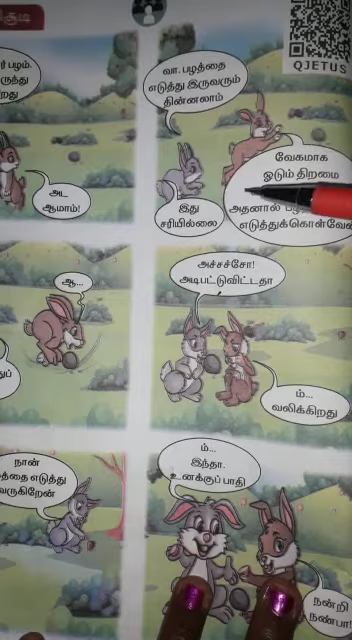 QJETUS
பழம்.
அட
ஆமாம்!
வா. பழத்தை
எடுத்து இருவரும்
தின்னலாம்
இது
சரியில்லை
வேகமாக
ஓடும் திறமை
அதனால்
எடுத்துக்கொள்வேன்
ஆ...
அச்சச்சோ!
அடிபட்டுவிட்டதா
ம்...
வலிக்கிறது
நான்
எடுத்து
வருகிறேன்
ம்...
இந்தா.
உனக்குப் பாதி
நன்றி
நண்பா!